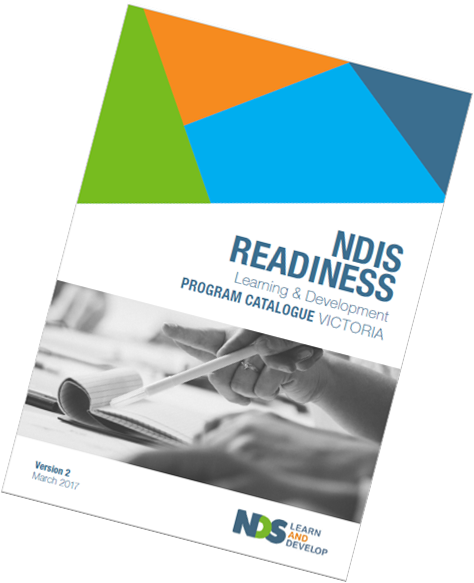 NDIS
READINESS
Learning & Development
PROGRAM CATALOGUE VICTORIA
Version 2
March 2017
NDS LEARN
AND
DEVELOP